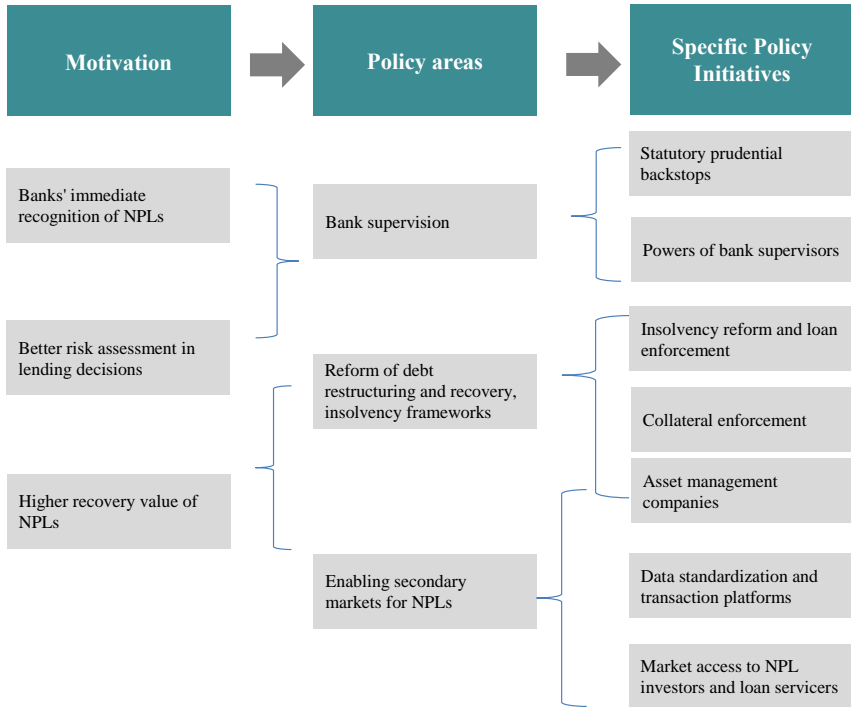 Motivation
Policy areas
Specific Policy
Initiatives
Banks' immediate
recognition of NPLs
Better risk assessment in
lending decisions
Higher recovery value of
NPLs
Bank supervision
Reform of debt
restructuring and recovery,
insolvency frameworks
Enabling secondary
markets for NPLs
Statutory prudential
backstops
Powers of bank supervisors
Insolvency reform and loan
enforcement
Collateral enforcement
Asset management
companies
Data standardization and
transaction platforms
Market access to NPL
investors and loan servicers